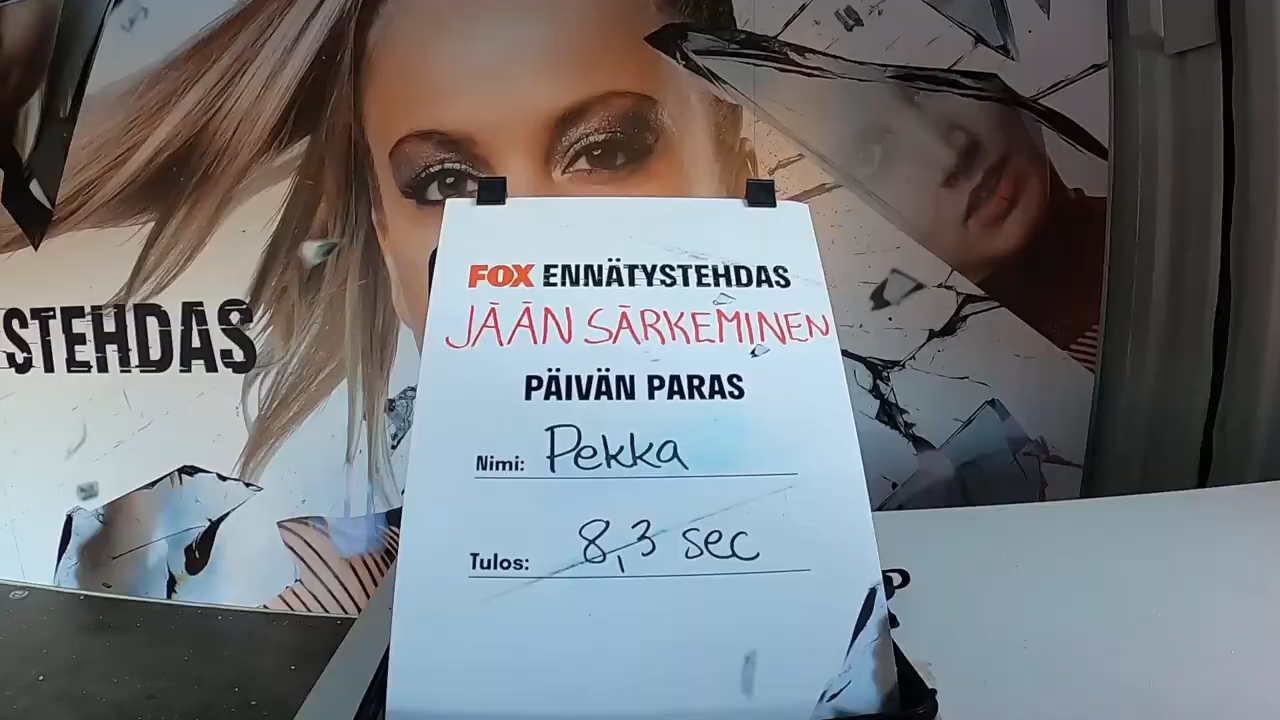 STEHDAS
FOX ENNÄTYSTEHDAS
JÄÄN SÄRKEMINEN
PÄIVÄN PARAS
Nimi: Pekka
Tulos: 8,3 sec
P